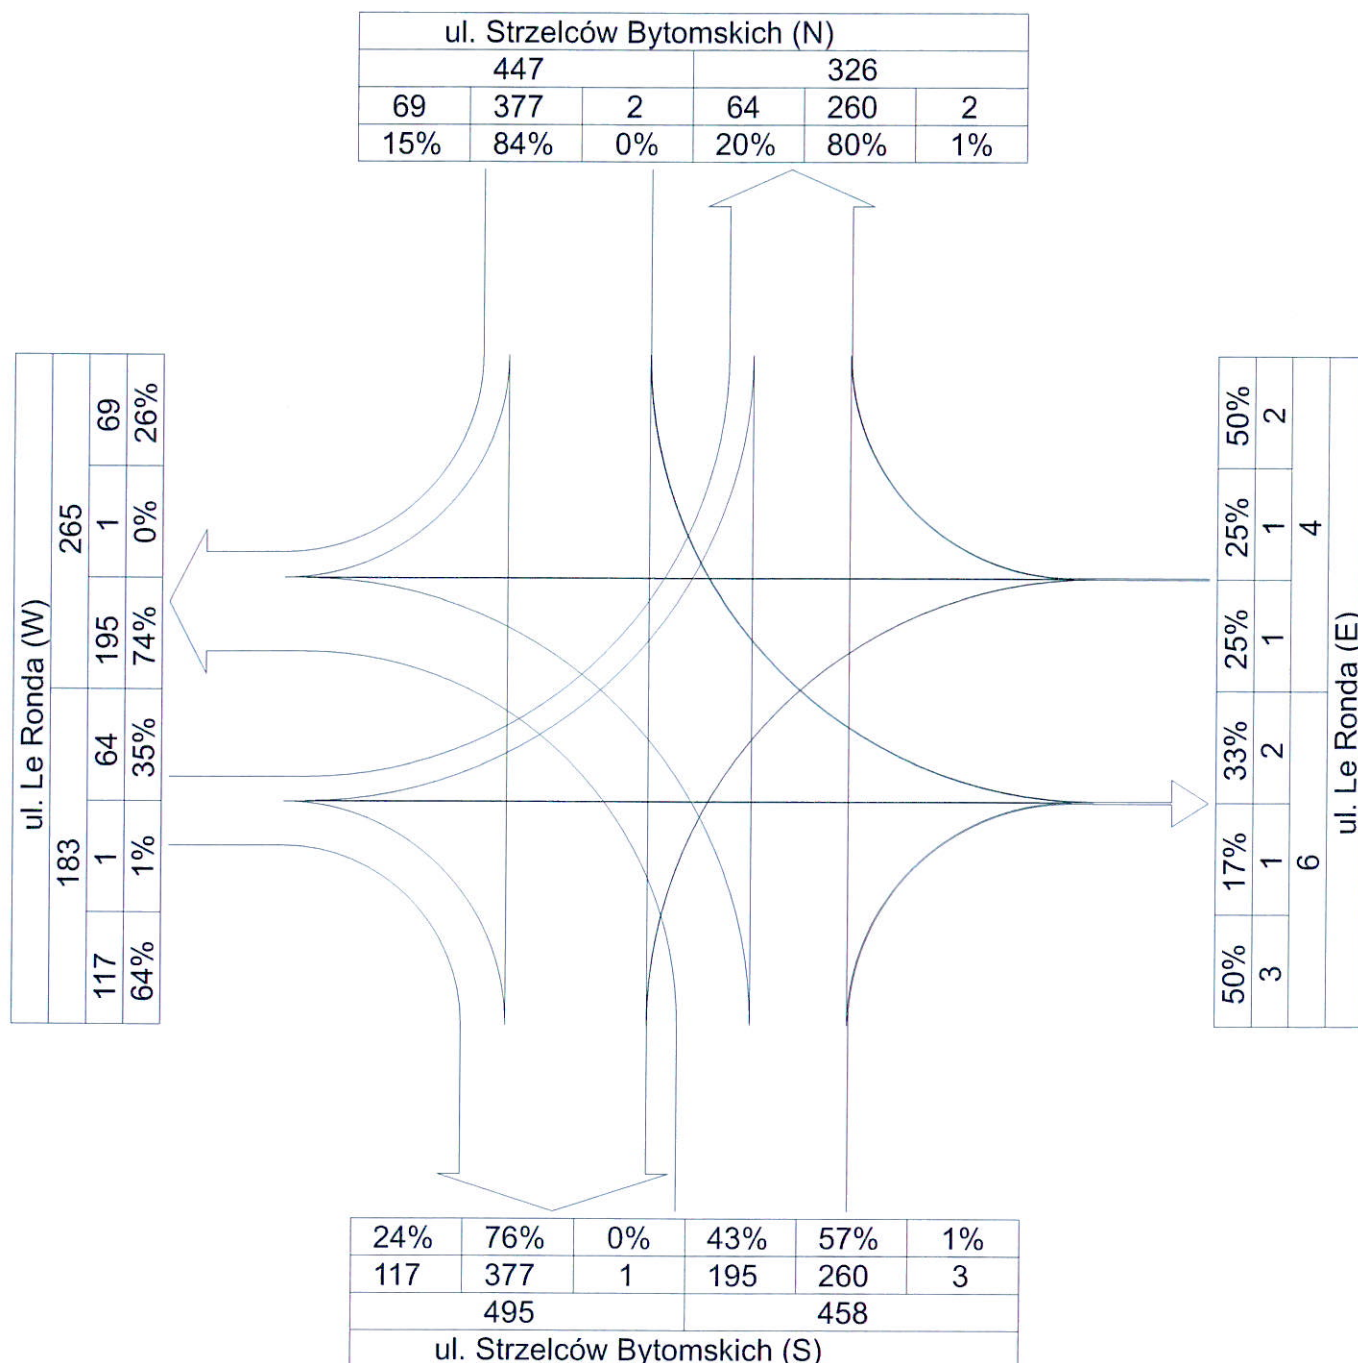 ul. Strzelców Bytomskich (N)
447 326
69 377 2 64 260 2
15% 84% 0% 20% 80% 1%
ul. Le Ronda (W)
183 265
117 1 64 195 1 69
64% 1% 35% 74% 0% 26%
50% 17% 33% 25% 25% 50%
3 1 2 1 1 2
6 4
ul. Le Ronda (E)
24% 76% 0% 43% 57% 1%
117 377 1 195 260 3
495 458
ul. Strzelców Bytomskich (S)